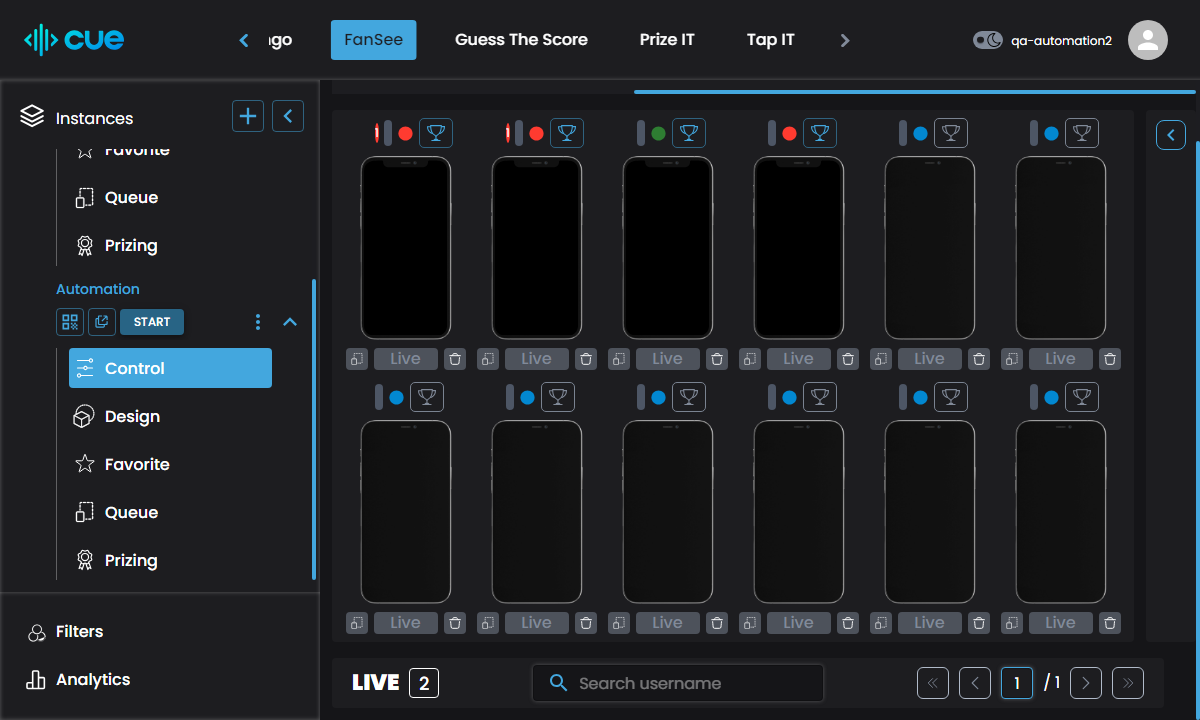 cue
FanSee
Guess The Score
Prize IT
Tap IT
qa-automation2
Instances
Favorite
Queue
Prizing
Automation
START
Control
Design
Favorite
Queue
Prizing
Filters
Analytics
Live Live Live Live Live Live
Live Live Live Live Live Live
LIVE 2
Search username
1 / 1